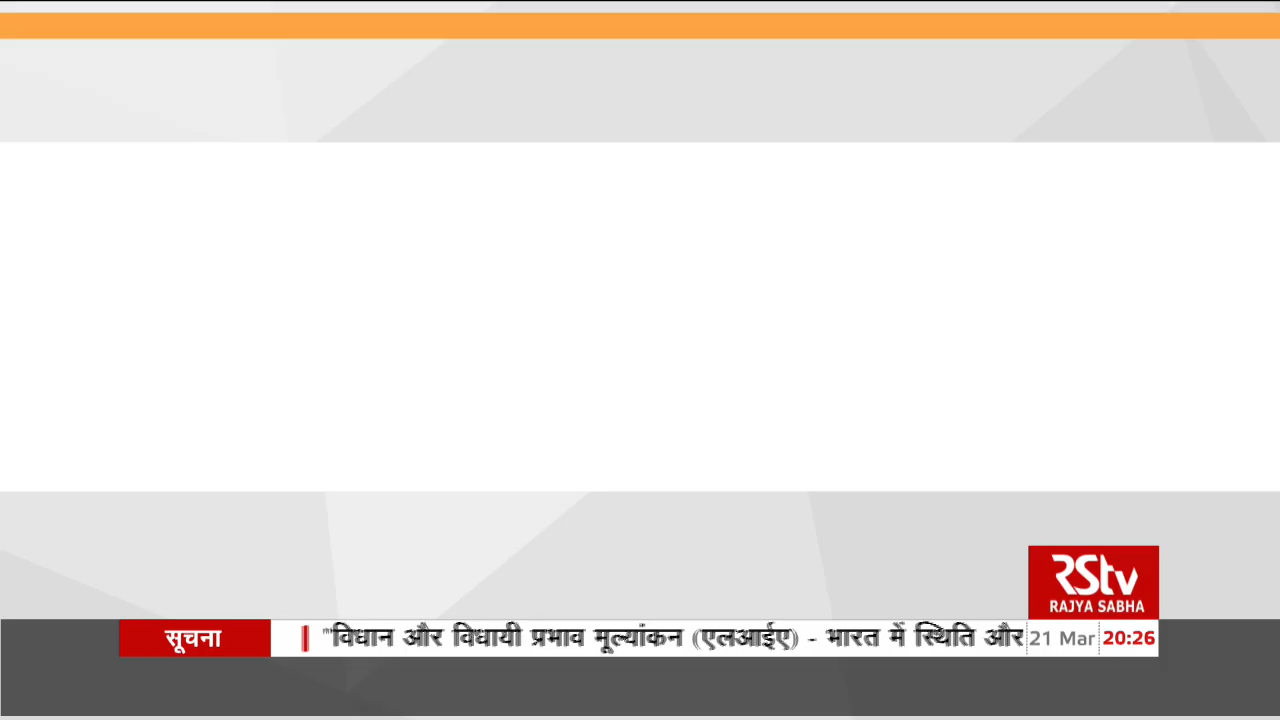 RStv
RAJYA SABHA
सूचना
""विधान और विधायी प्रभाव मूल्यांकन (एलआईए) - भारत में स्थिति और
21 Mar
20:26